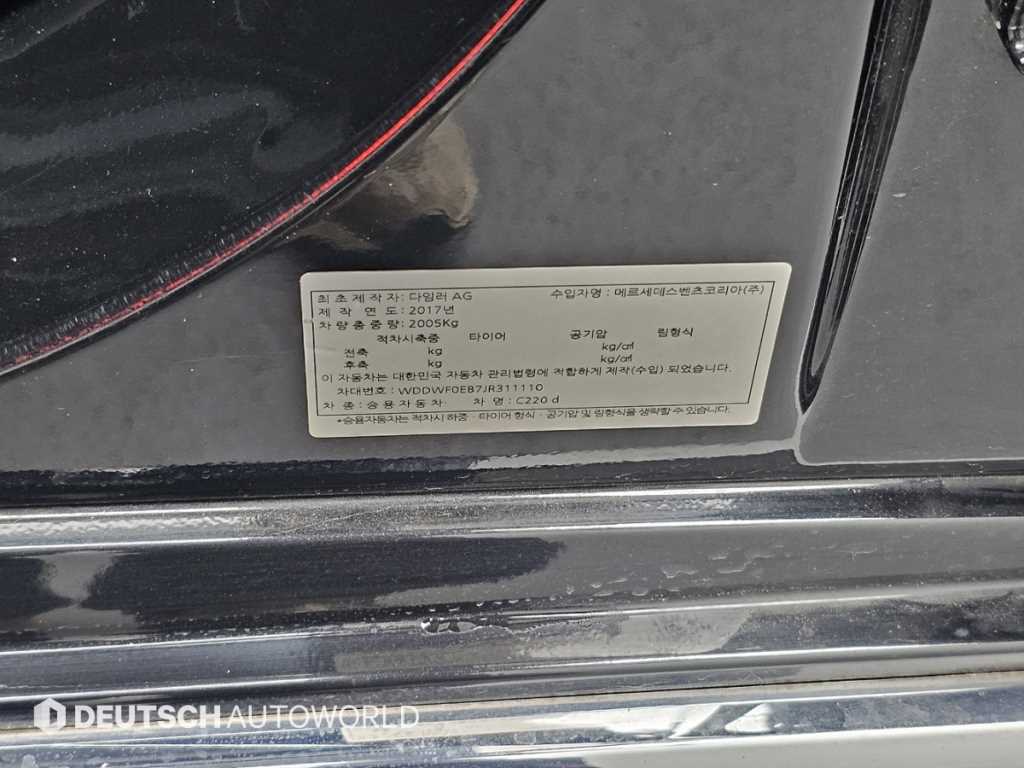 최초제작자: 다임러 AG 수입자명 : 메르세데스벤츠코리아(주)
제 작 연 도: 2017년
차 량 총 중 량: 2005Kg
적차시축중 타이어 공기압 림형식
전축 kg kg/㎠
후축 kg kg/㎠
이 자동차는 대한민국 자동차 관리법령에 적합하게 제작(수입) 되었습니다.
차대번호: WDDWF0EB7JR311110
차 종: 승용자동차 차 명: C220 d
*승용자동차는 적차시 하중·타이어 형식·공기압 및 림형식을 생략할 수 있습니다.
DEUTSCH AUTOWORLD